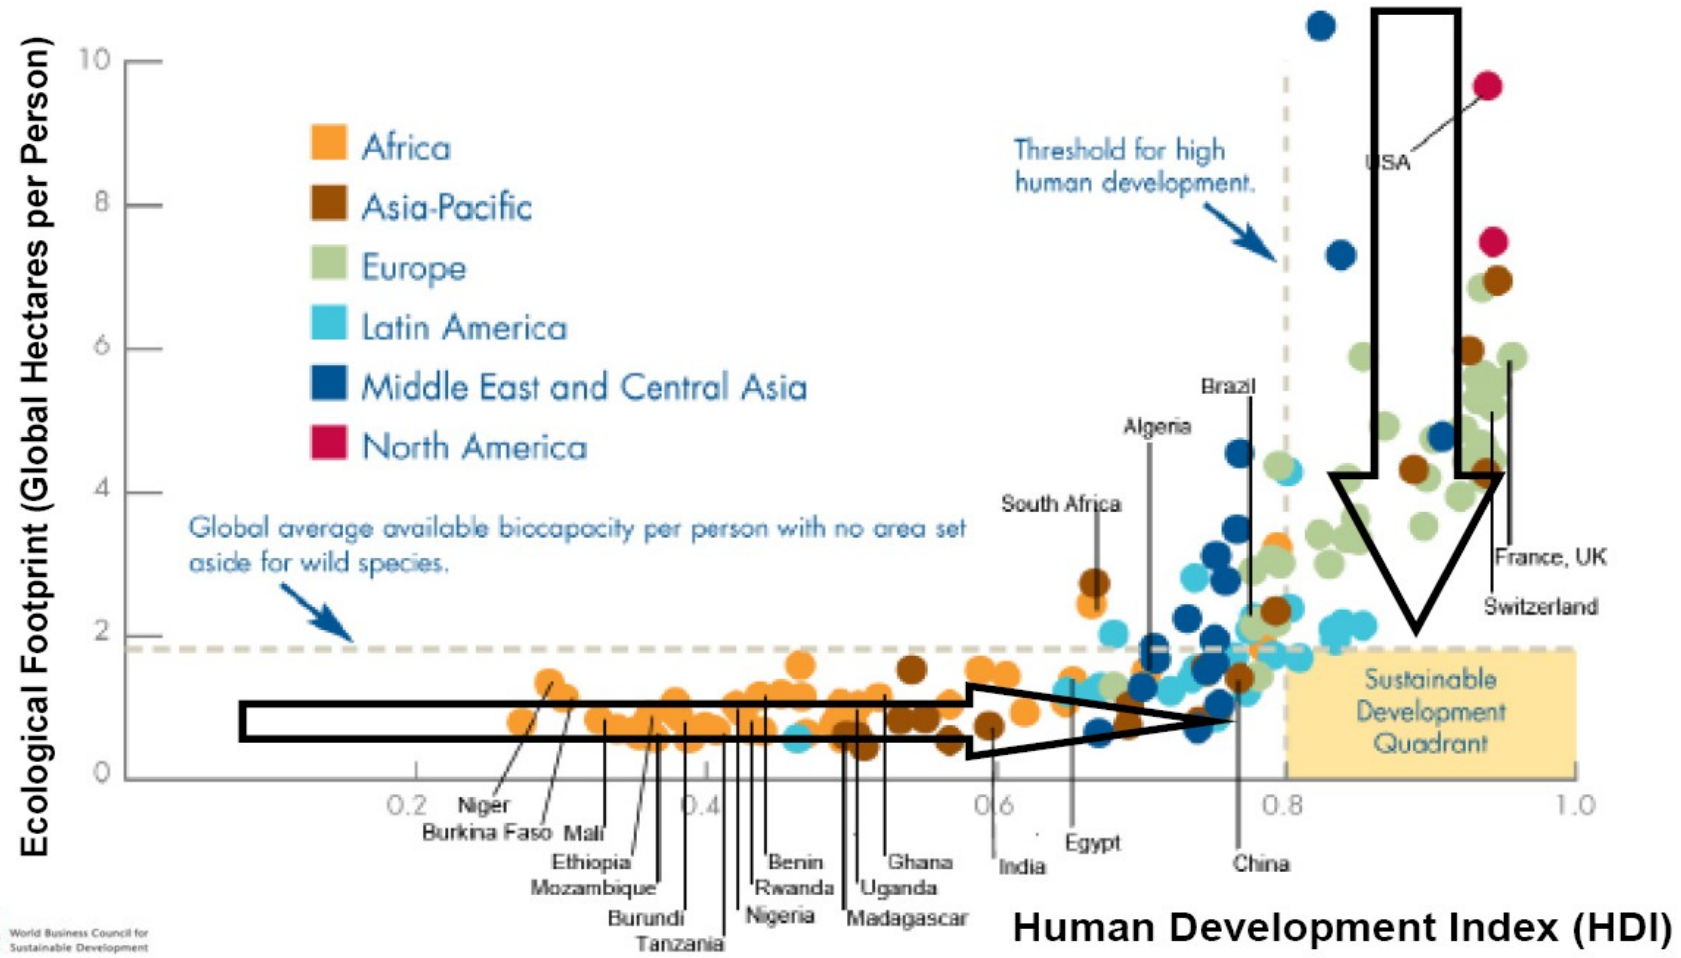 Ecological Footprint (Global Hectares per Person)
10
8
6
4
2
0
Africa
Asia-Pacific
Europe
Latin America
Middle East and Central Asia
North America
Threshold for high
human development.
USA
Global average available biocapacity per person with no area set
aside for wild species.
Brazil
Algeria
South Africa
France, UK
Switzerland
Sustainable
Development
Quadrant
0.2
0.4
0.6
0.8
1.0
Niger
Burkina Faso
Mali
Ethiopia
Mozambique
Burundi
Tanzania
Benin
Rwanda
Nigeria
Ghana
Uganda
Madagascar
India
Egypt
China
Human Development Index (HDI)
World Business Council for
Sustainable Development